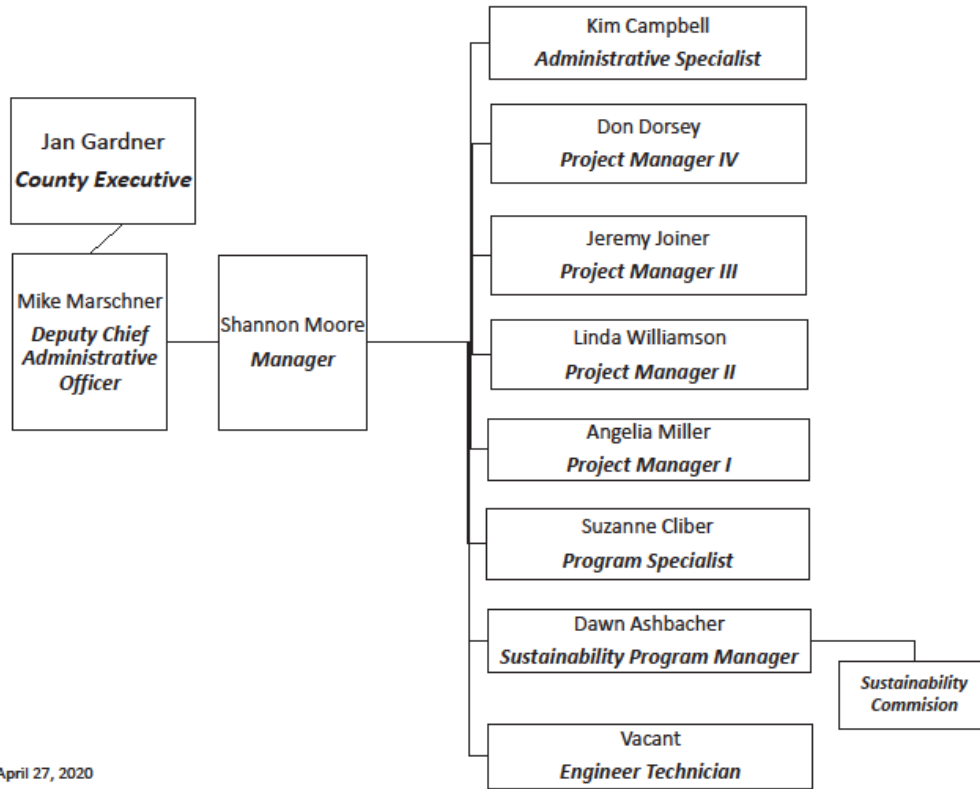 Jan Gardner
County Executive
Mike Marschner
Deputy Chief
Administrative
Officer
Shannon Moore
Manager
Kim Campbell
Administrative Specialist
Don Dorsey
Project Manager IV
Jeremy Joiner
Project Manager III
Linda Williamson
Project Manager II
Angelia Miller
Project Manager I
Suzanne Cliber
Program Specialist
Dawn Ashbacher
Sustainability Program Manager
Sustainability
Commision
Vacant
Engineer Technician
April 27, 2020